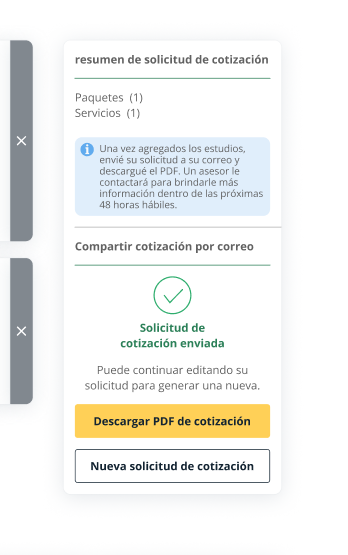 resumen de solicitud de cotización
Paquetes (1)
Servicios (1)
Una vez agregados los estudios,
envié su solicitud a su correo y
descargué el PDF. Un asesor le
contactará para brindarle más
información dentro de las próximas
48 horas hábiles.
Compartir cotización por correo
Solicitud de
cotización enviada
Puede continuar editando su
solicitud para generar una nueva.
Descargar PDF de cotización
Nueva solicitud de cotización